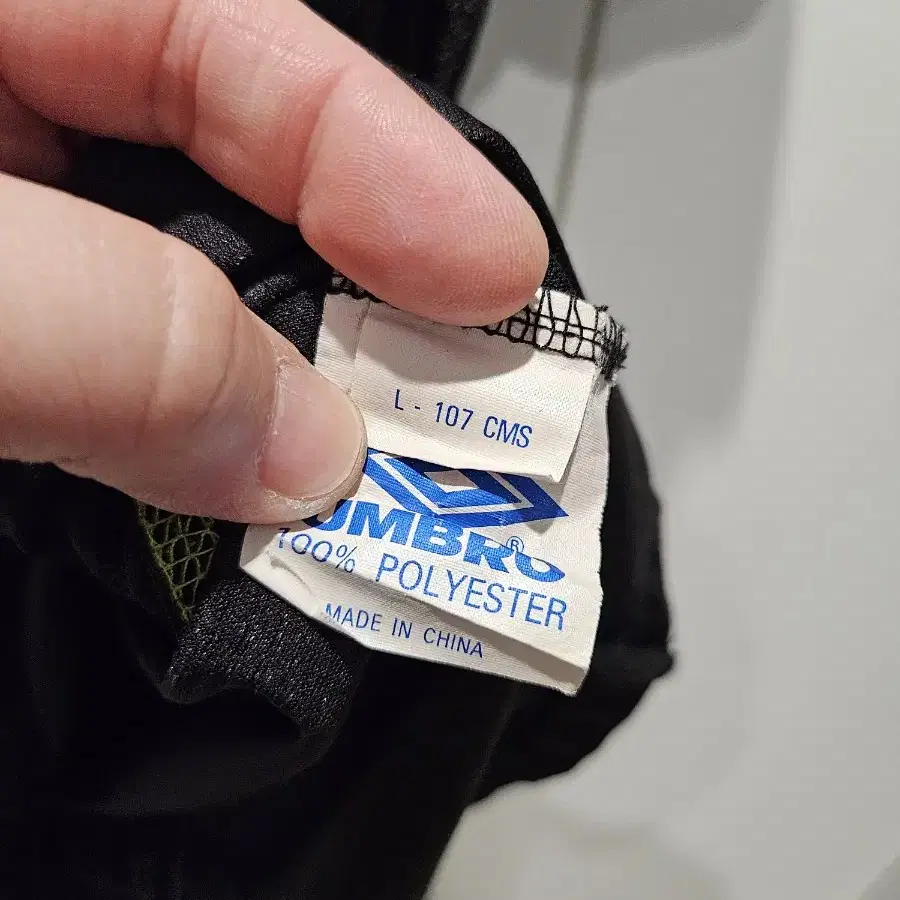 L - 107 CMS
UMBRO®
100% POLYESTER
MADE IN CHINA